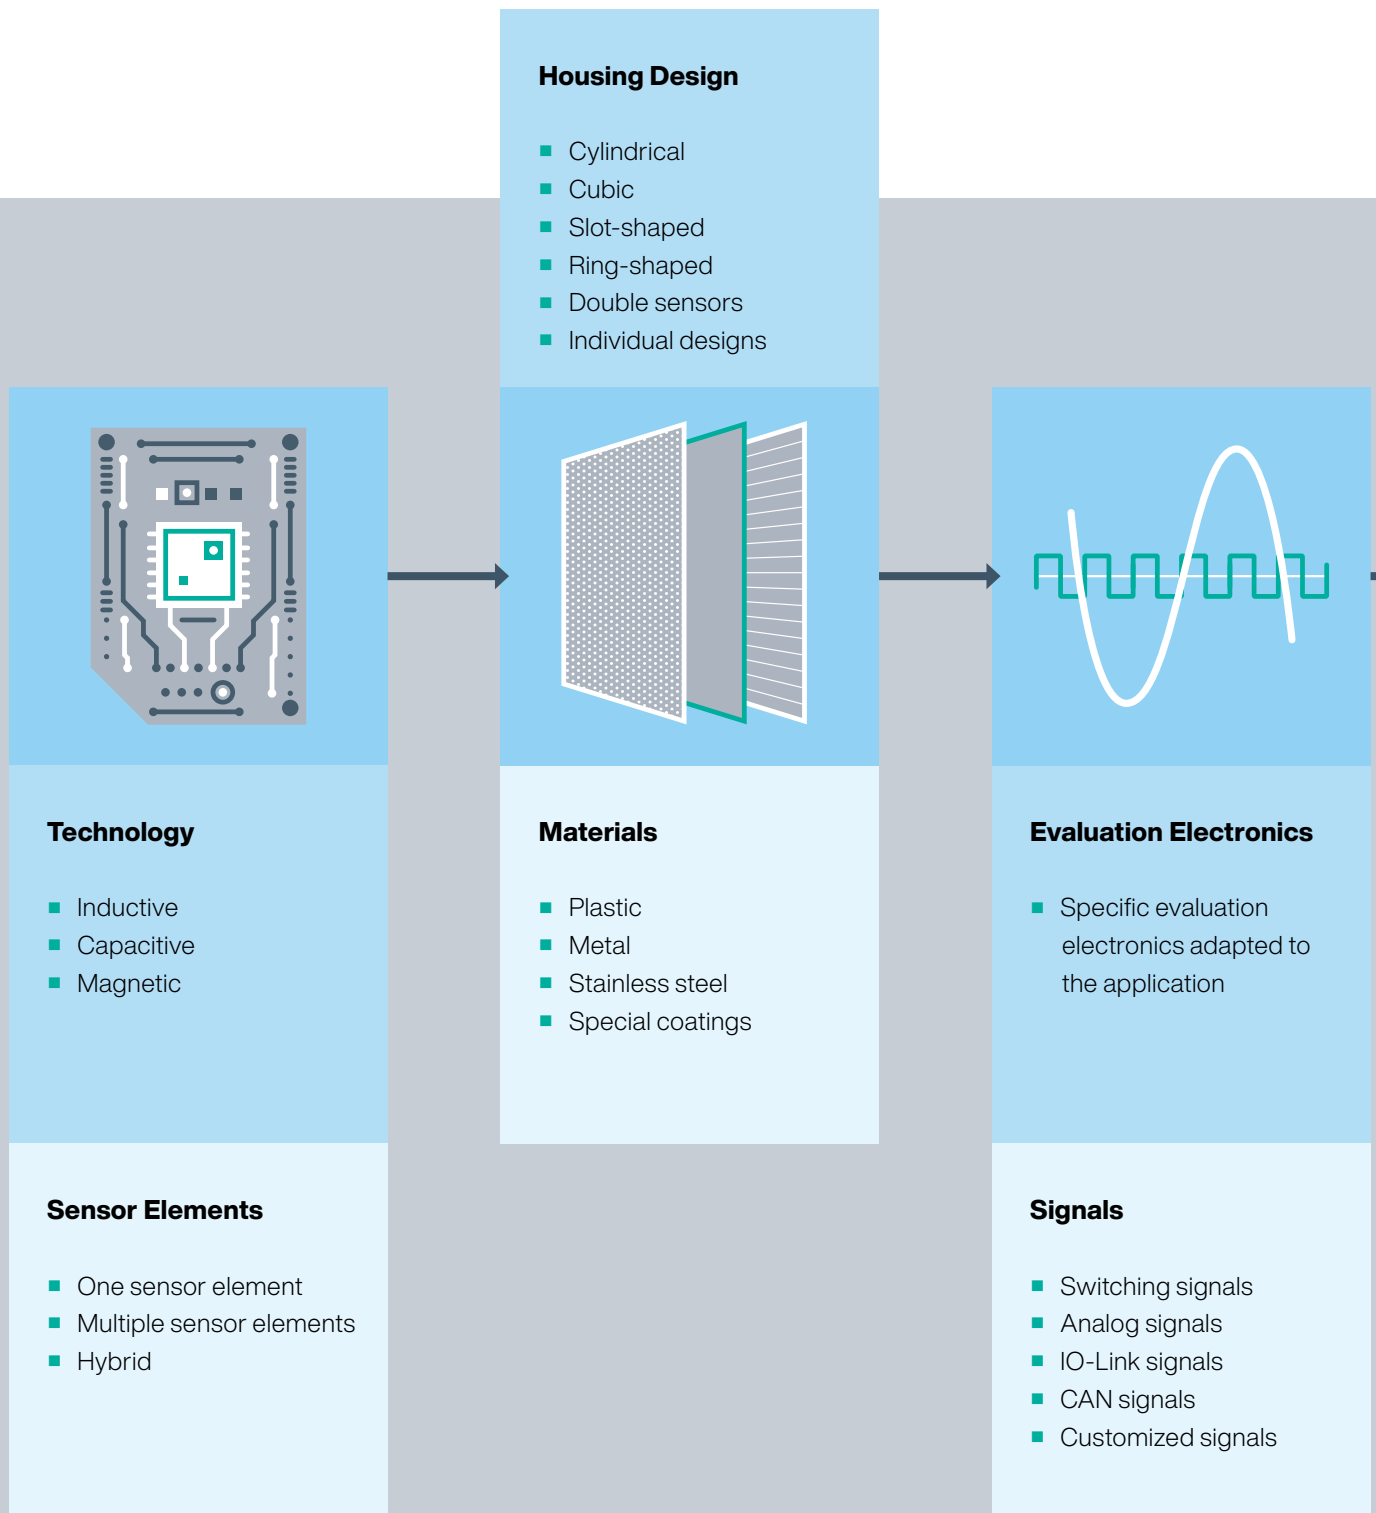 Housing Design
Cylindrical
Cubic
Slot-shaped
Ring-shaped
Double sensors
Individual designs
Technology
Inductive
Capacitive
Magnetic
Sensor Elements
One sensor element
Multiple sensor elements
Hybrid
Materials
Plastic
Metal
Stainless steel
Special coatings
Evaluation Electronics
Specific evaluation
electronics adapted to
the application
Signals
Switching signals
Analog signals
IO-Link signals
CAN signals
Customized signals